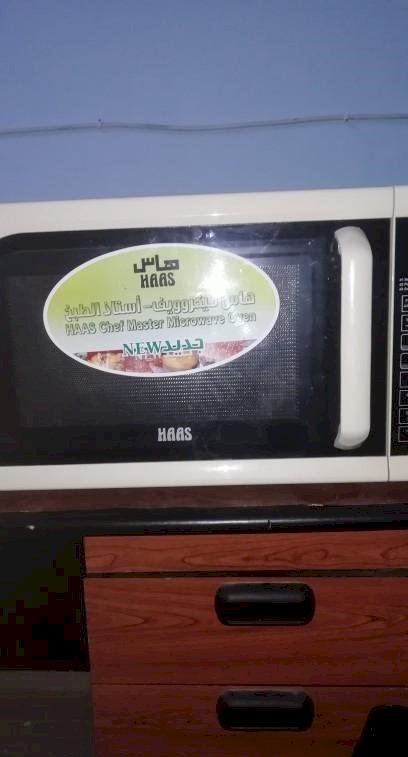 هاس
HAAS
هاس ميكروويف - أستاذ الطبخ
HAAS Chef Master Microwave Oven
NEW جديد
HAAS